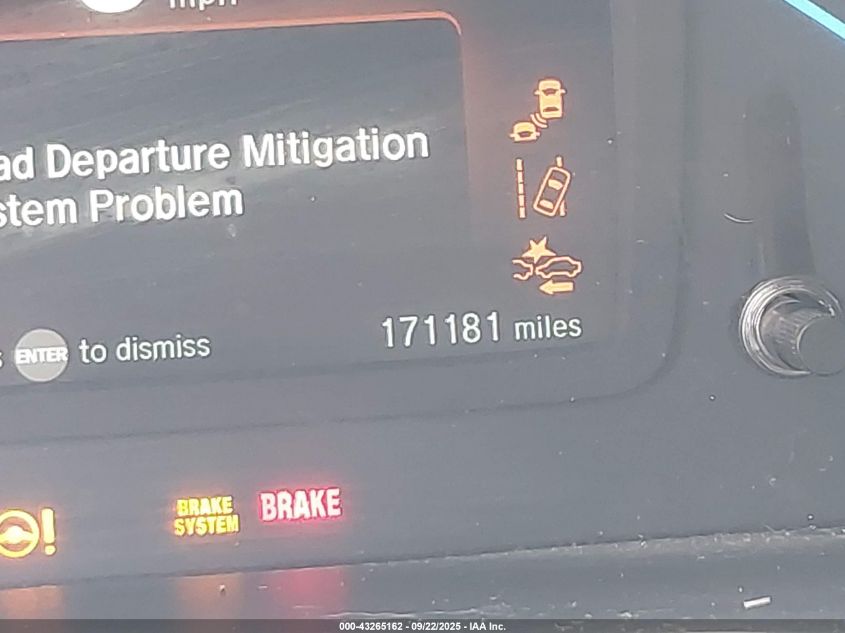 mph
ad Departure Mitigation
stem Problem
s ENTER to dismiss
171181 miles
BRAKE
SYSTEM
BRAKE
000-43265162 - 09/22/2025 - IAA Inc.